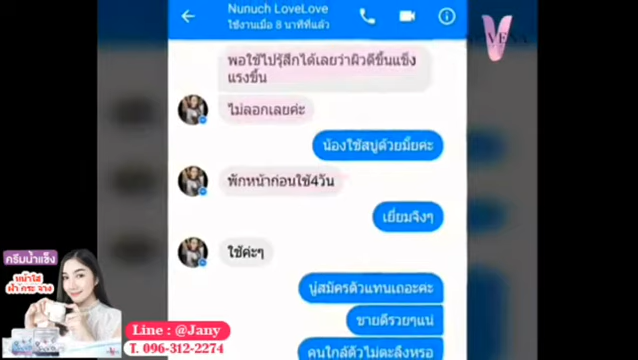 Nunuch LoveLove
ใช้งานเมื่อ 8 นาทีที่แล้ว
VENA
พอใช้ไปรุ้สึกได้เลยว่าผิวดีขึ้นแข็ง
แรงขึ้น
ไม่ลอกเลยค่ะ
น้องใช้สบู่ด้วยมั๊ยคะ
พักหน้าก่อนใช้4วัน
เยี่ยมจิงๆ
ใช้ค่ะๆ
นู่สมัครตัวแทนเถอะคะ
ขายดีรวยๆแน่
คนใกล้ตัวไม่ตะลึงหรอ
ครีมน้ำแข็ง
หน้าใส
ฝ้า กระ จาง
Line : @Jany
T. 096-312-2274